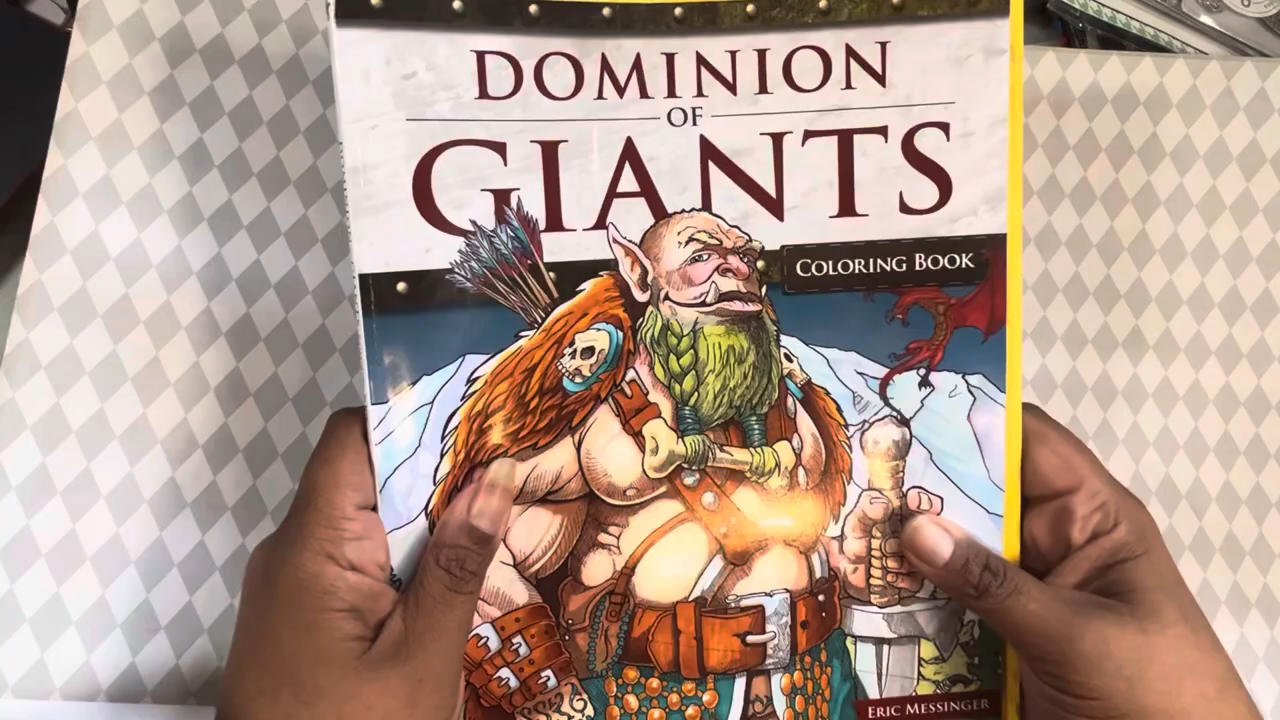 DOMINION
OF
GIANTS
COLORING BOOK
ERIC MESSINGER